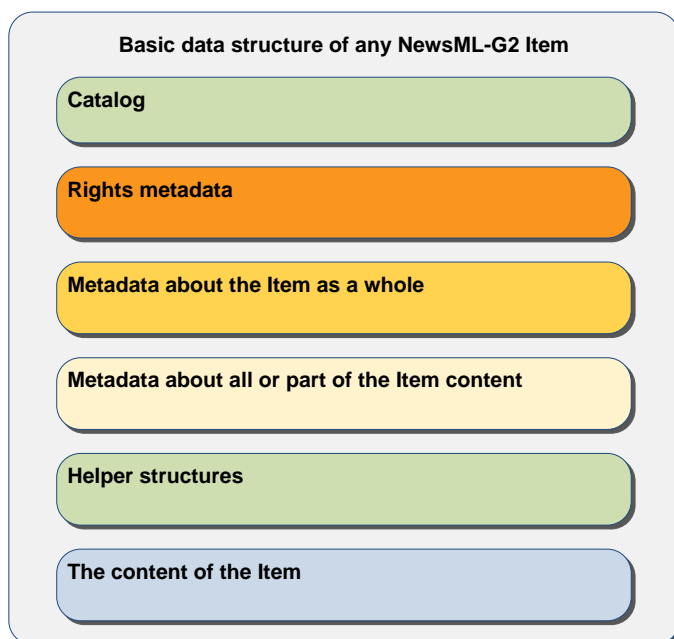 Basic data structure of any NewsML-G2 Item
Catalog
Rights metadata
Metadata about the Item as a whole
Metadata about all or part of the Item content
Helper structures
The content of the Item